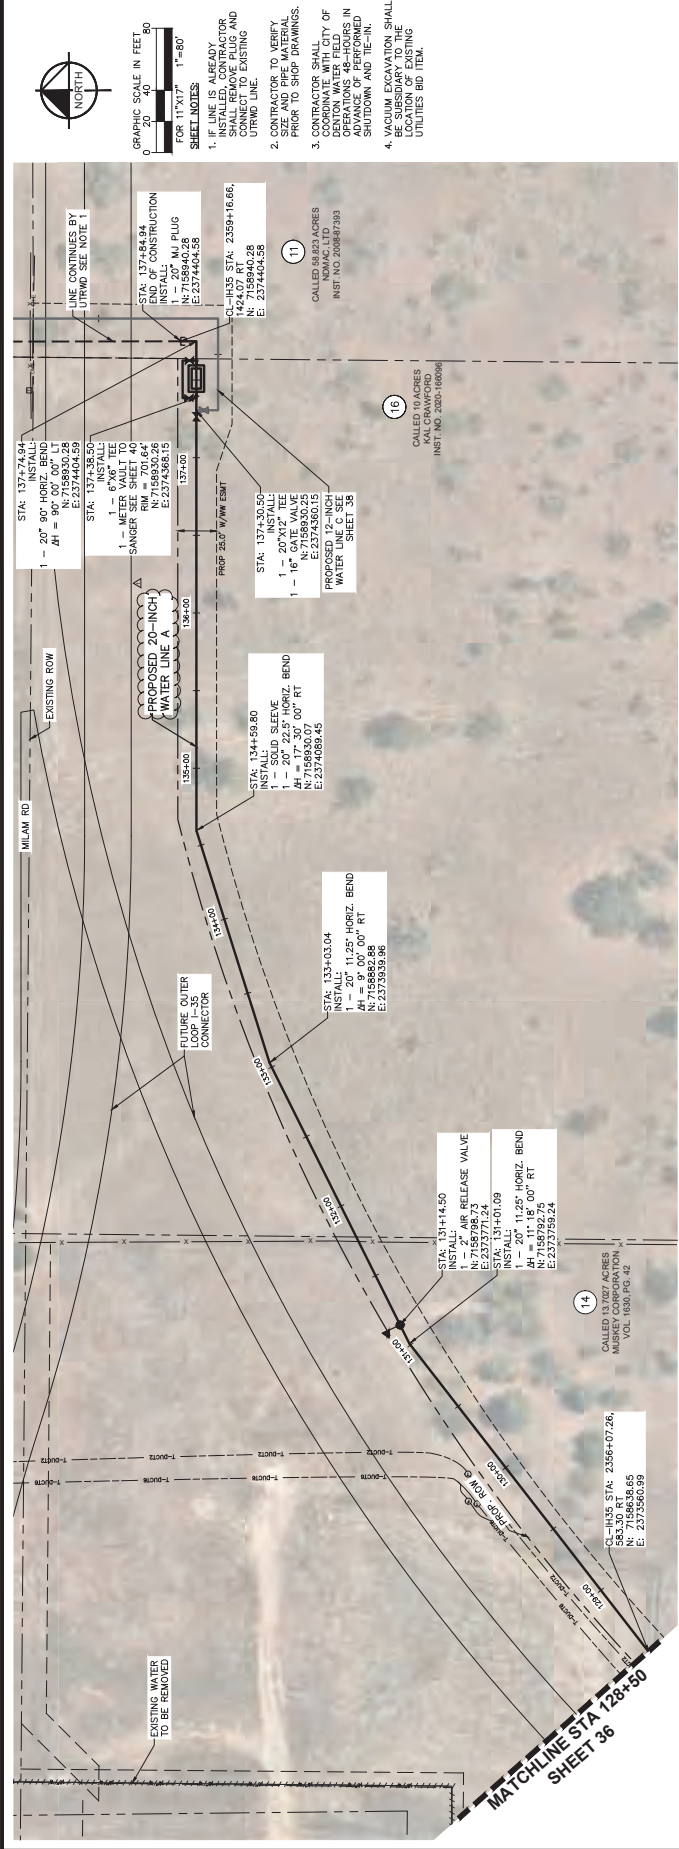 NORTH
GRAPHIC SCALE IN FEET
0 20 40 80
FOR 11"X17" 1"=80'
SHEET NOTES:
1. IF LINE IS ALREADY
INSTALLED, CONTRACTOR
SHALL REMOVE PLUG AND
CONNECT TO EXISTING
UTRWD LINE.
2. CONTRACTOR TO VERIFY
SIZE AND PIPE MATERIAL
PRIOR TO SHOP DRAWINGS.
3. CONTRACTOR SHALL
COORDINATE WITH CITY OF
DENTON WATER FIELD
OPERATIONS 48-HOURS IN
ADVANCE OF PERFORMED
SHUTDOWN AND TIE-IN.
4. VACUUM EXCAVATION SHALL
BE SUBSIDIARY TO THE
LOCATION OF EXISTING
UTILITIES BID ITEM.
LINE CONTINUES BY
UTRWD SEE NOTE 1
STA: 137+84.94
END OF CONSTRUCTION
INSTALL:
1 - 20" MJ PLUG
N: 7158940.28
E: 2374404.58
CL-IH35 STA: 2359+16.66,
1424.07 RT
N: 7158940.28
E: 2374404.58
11
CALLED 58.823 ACRES
NDMAC, LTD
INST. NO. 2008-87393
STA: 137+74.94
INSTALL:
1 - 20" 90° HORIZ. BEND
ΔH = 90° 00' 00" LT
N: 7158930.28
E: 2374404.59
STA: 137+38.50
INSTALL:
1 - 6"X6" TEE
1 - METER VAULT TO
SANGER SEE SHEET 40
RIM = 701.64'
N: 7158930.26
E: 2374368.15
16
CALLED 10 ACRES
KAL CRAWFORD
INST. NO. 2020-166096
137+00
PROP 25.0' W/WW ESMT
STA: 137+30.50
INSTALL:
1 - 20"X12" TEE
1 - 16" GATE VALVE
N: 7158930.25
E: 2374360.15
PROPOSED 12-INCH
WATER LINE C SEE
SHEET 38
PROPOSED 20-INCH
WATER LINE A
136+00
EXISTING ROW
MILAM RD
135+00
STA: 134+59.80
INSTALL:
1 - SOLID SLEEVE
1 - 20" 22.5° HORIZ. BEND
ΔH = 17° 30' 00" RT
N: 7158930.07
E: 2374089.45
134+00
STA: 133+03.04
INSTALL:
1 - 20" 11.25° HORIZ. BEND
ΔH = 9° 00' 00" RT
N: 7158882.88
E: 2373939.96
FUTURE OUTER
LOOP I-35
CONNECTOR
133+00
132+00
STA: 131+14.50
INSTALL:
1 - 2" AIR RELEASE VALVE
N: 7158798.73
E: 2373771.24
STA: 131+01.09
INSTALL:
1 - 20" 11.25° HORIZ. BEND
ΔH = 11° 18' 00" RT
N: 7158792.75
E: 2373759.24
131+00
14
CALLED 13.7027 ACRES
MUSKEY CORPORATION
VOL. 1630, PG. 42
T-DUCT2 T-DUCT2 T-DUCT2 T-DUCT2
T-DUCT6 T-DUCT6 T-DUCT6 T-DUCT6
PROP. ROW
130+00
T-DUCT6 T-DUCT6
T-DUCT2 T-DUCT2
129+00
CL-IH35 STA: 2356+07.26,
583.30 RT
N: 7158638.65
E: 2373560.99
EXISTING WATER
TO BE REMOVED
MATCHLINE STA 128+50
SHEET 36